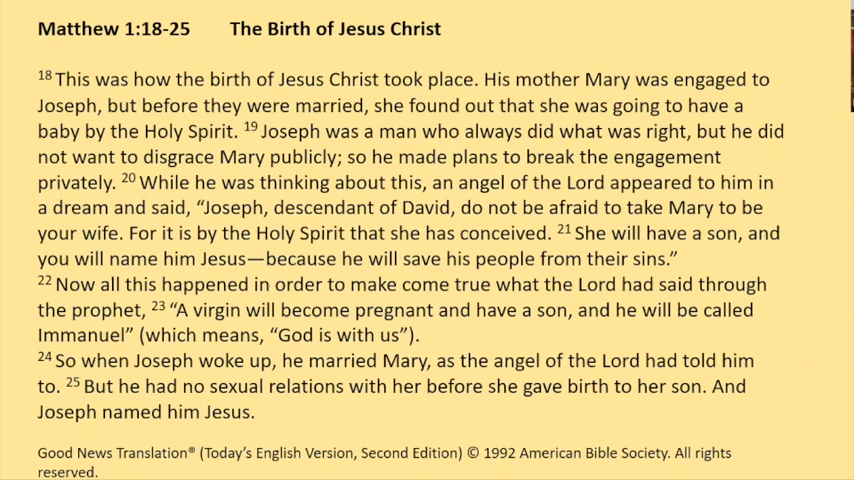 Matthew 1:18-25 The Birth of Jesus Christ
18 This was how the birth of Jesus Christ took place. His mother Mary was engaged to
Joseph, but before they were married, she found out that she was going to have a
baby by the Holy Spirit. 19 Joseph was a man who always did what was right, but he did
not want to disgrace Mary publicly; so he made plans to break the engagement
privately. 20 While he was thinking about this, an angel of the Lord appeared to him in
a dream and said, “Joseph, descendant of David, do not be afraid to take Mary to be
your wife. For it is by the Holy Spirit that she has conceived. 21 She will have a son, and
you will name him Jesus—because he will save his people from their sins.”
22 Now all this happened in order to make come true what the Lord had said through
the prophet, 23 “A virgin will become pregnant and have a son, and he will be called
Immanuel” (which means, “God is with us”).
24 So when Joseph woke up, he married Mary, as the angel of the Lord had told him
to. 25 But he had no sexual relations with her before she gave birth to her son. And
Joseph named him Jesus.
Good News Translation® (Today’s English Version, Second Edition) © 1992 American Bible Society. All rights
reserved.